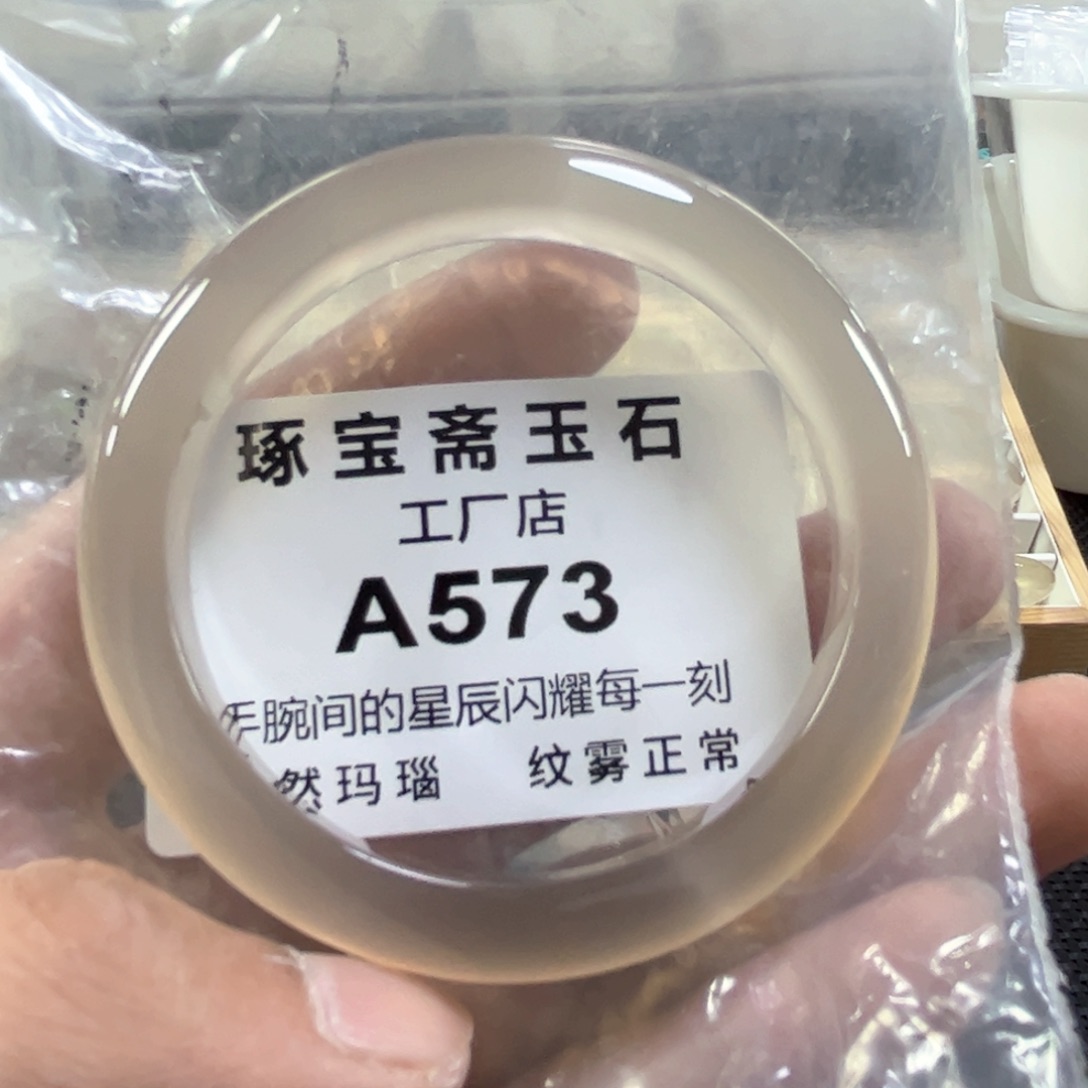 琢宝斋玉石
工厂店
A573
手腕间的星辰闪耀每一刻
然玛瑙 纹雾正常